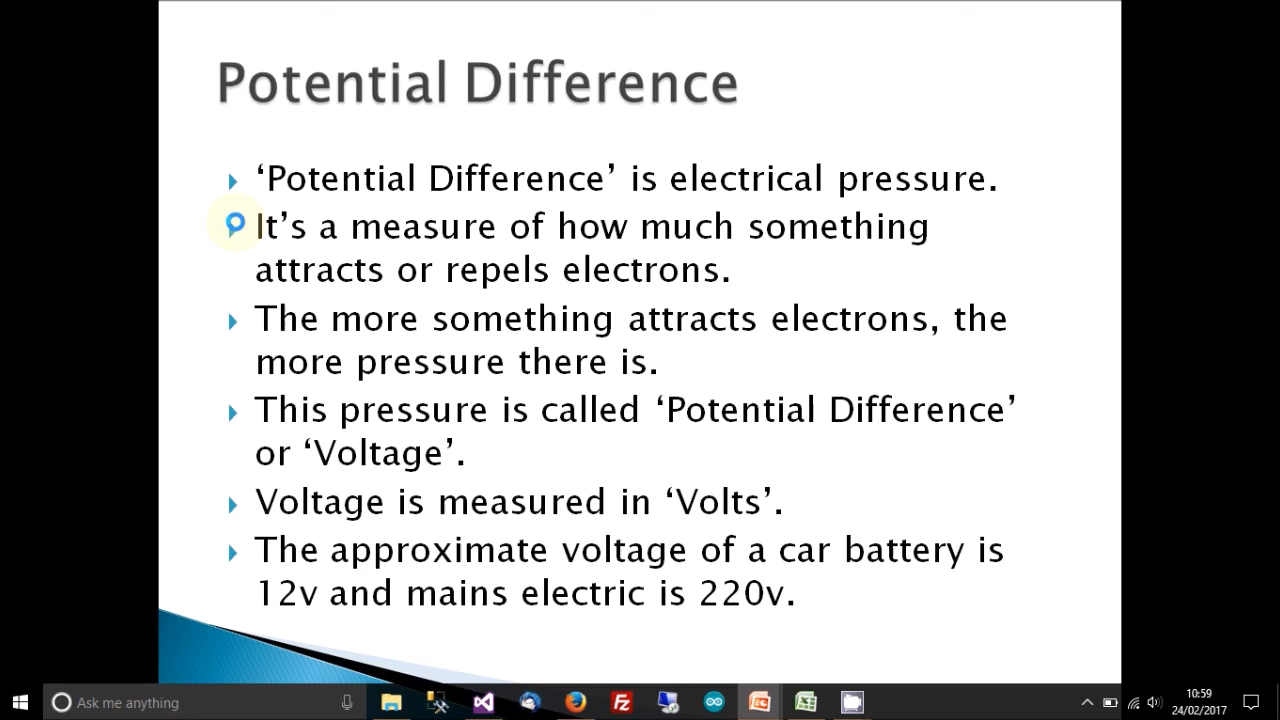 Potential Difference
‘Potential Difference’ is electrical pressure.
It’s a measure of how much something
attracts or repels electrons.
The more something attracts electrons, the
more pressure there is.
This pressure is called ‘Potential Difference’
or ‘Voltage’.
Voltage is measured in ‘Volts’.
The approximate voltage of a car battery is
12v and mains electric is 220v.
Ask me anything
10:59
24/02/2017